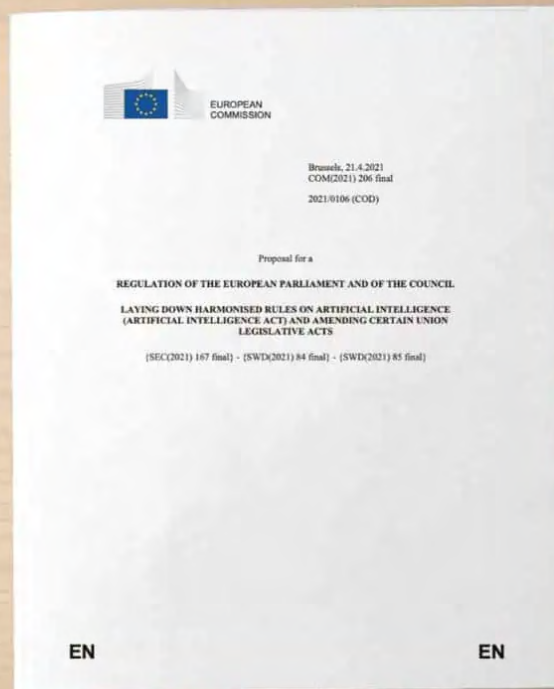 EUROPEAN
COMMISSION
Brussels, 21.4.2021
COM(2021) 206 final
2021/0106 (COD)
Proposal for a
REGULATION OF THE EUROPEAN PARLIAMENT AND OF THE COUNCIL
LAYING DOWN HARMONISED RULES ON ARTIFICIAL INTELLIGENCE
(ARTIFICIAL INTELLIGENCE ACT) AND AMENDING CERTAIN UNION
LEGISLATIVE ACTS
{SEC(2021) 167 final} - {SWD(2021) 84 final} - {SWD(2021) 85 final}
EN EN